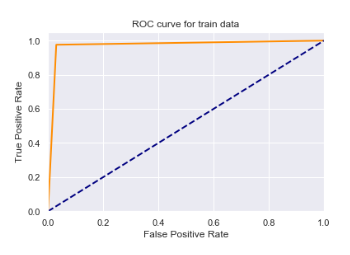 ROC curve for train data
True Positive Rate
1.0
0.8
0.6
0.4
0.2
0.0
0.0 0.2 0.4 0.6 0.8 1.0
False Positive Rate